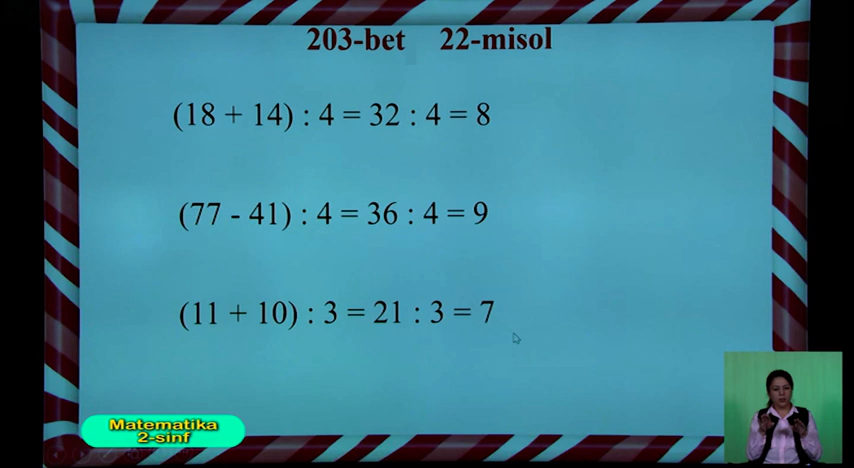 203-bet 22-misol
(18 + 14) : 4 = 32 : 4 = 8
(77 - 41) : 4 = 36 : 4 = 9
(11 + 10) : 3 = 21 : 3 = 7
Matematika
2-sinf